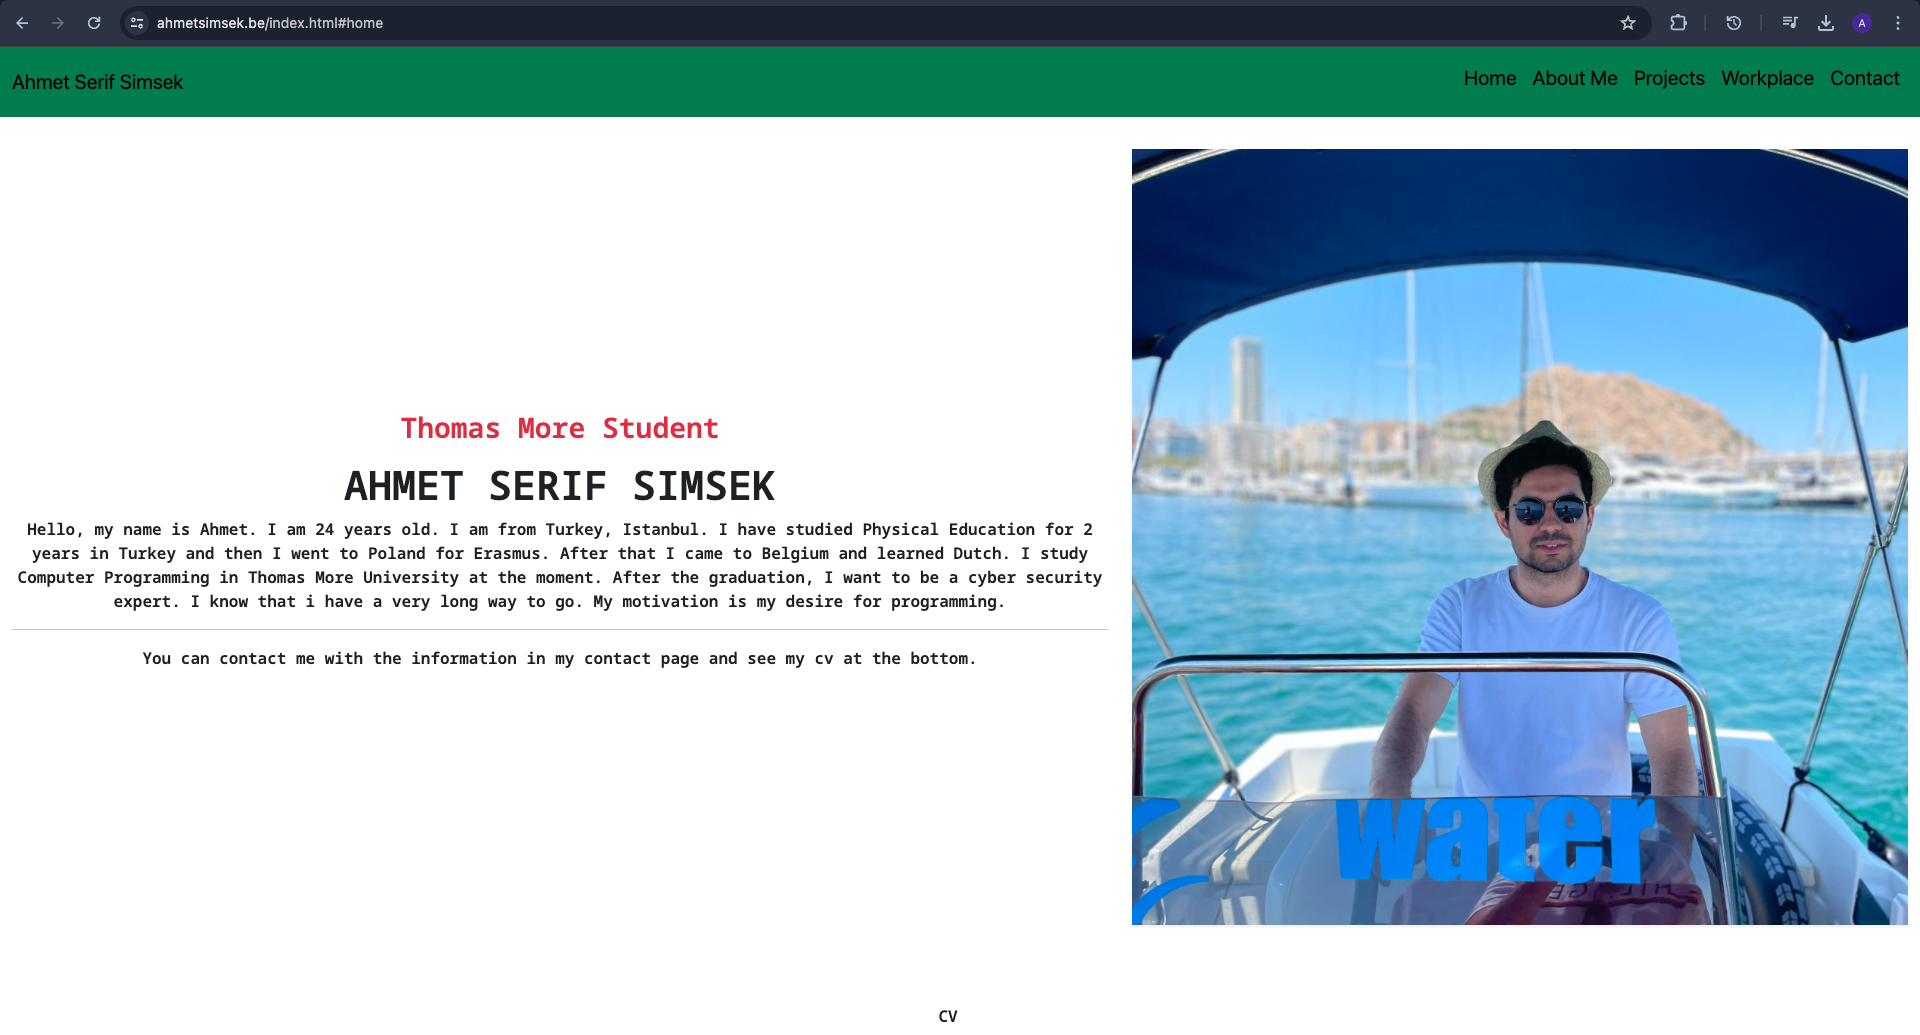 ahmetsimsek.be/index.html#home
A
Ahmet Serif Simsek
Home About Me Projects Workplace Contact
Thomas More Student
AHMET SERIF SIMSEK
Hello, my name is Ahmet. I am 24 years old. I am from Turkey, Istanbul. I have studied Physical Education for 2
years in Turkey and then I went to Poland for Erasmus. After that I came to Belgium and learned Dutch. I study
Computer Programming in Thomas More University at the moment. After the graduation, I want to be a cyber security
expert. I know that i have a very long way to go. My motivation is my desire for programming.
You can contact me with the information in my contact page and see my cv at the bottom.
water
CV